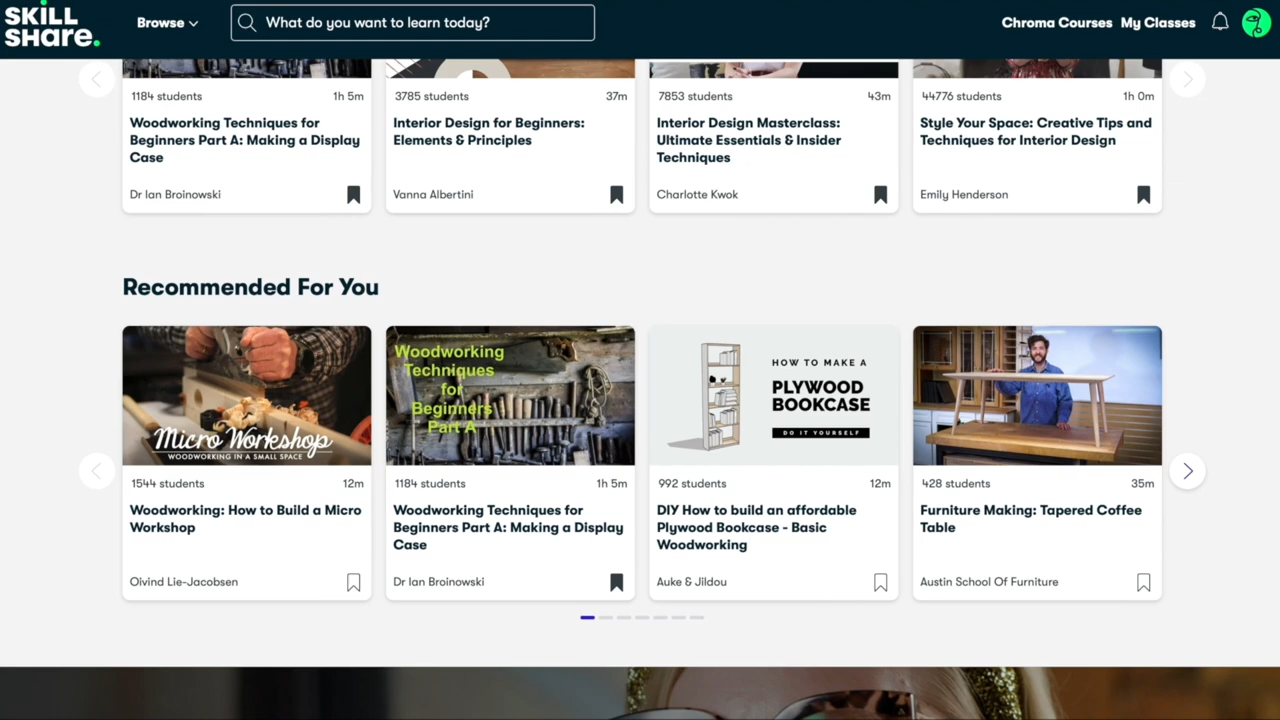 SKILL
SHare.
Browse
What do you want to learn today?
Chroma Courses
My Classes
1184 students
1h 5m
Woodworking Techniques for
Beginners Part A: Making a Display
Case
Dr Ian Broinowski
3785 students
37m
Interior Design for Beginners:
Elements & Principles
Vanna Albertini
7853 students
43m
Interior Design Masterclass:
Ultimate Essentials & Insider
Techniques
Charlotte Kwok
44776 students
1h 0m
Style Your Space: Creative Tips and
Techniques for Interior Design
Emily Henderson
Recommended For You
Micro Workshop
WOODWORKING IN A SMALL SPACE
1544 students
12m
Woodworking: How to Build a Micro
Workshop
Oivind Lie-Jacobsen
Woodworking
Techniques
for
Beginners
Part A
1184 students
1h 5m
Woodworking Techniques for
Beginners Part A: Making a Display
Case
Dr Ian Broinowski
HOW TO MAKE A
PLYWOOD
BOOKCASE
DO IT YOURSELF
992 students
12m
DIY How to build an affordable
Plywood Bookcase - Basic
Woodworking
Auke & Jildou
428 students
35m
Furniture Making: Tapered Coffee
Table
Austin School Of Furniture